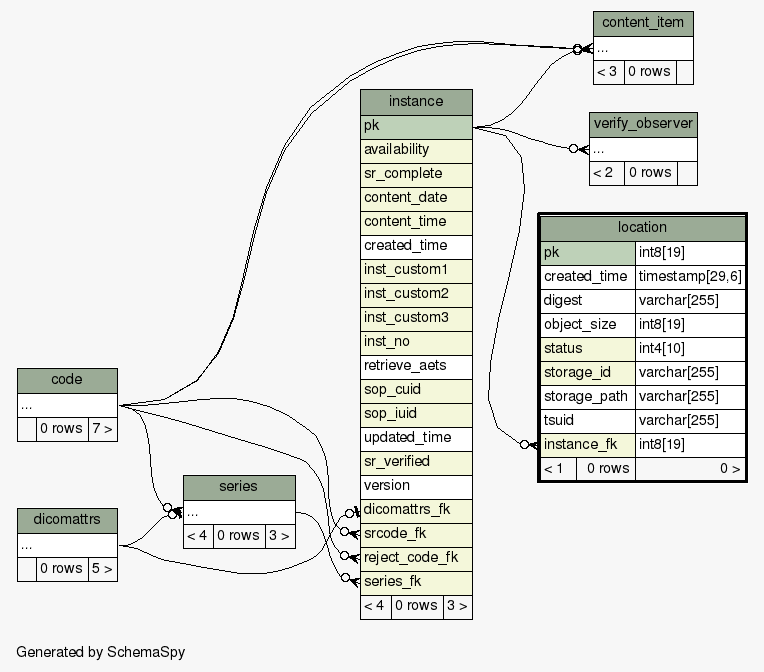 content_item
...
< 3 0 rows
instance
pk
availability
sr_complete
content_date
content_time
created_time
inst_custom1
inst_custom2
inst_custom3
inst_no
retrieve_aets
sop_cuid
sop_iuid
updated_time
sr_verified
version
dicomattrs_fk
srcode_fk
reject_code_fk
series_fk
< 4 0 rows 3 >
verify_observer
...
< 2 0 rows
location
pk int8[19]
created_time timestamp[29,6]
digest varchar[255]
object_size int8[19]
status int4[10]
storage_id varchar[255]
storage_path varchar[255]
tsuid varchar[255]
instance_fk int8[19]
< 1 0 rows 0 >
code
...
0 rows 7 >
series
...
< 4 0 rows 3 >
dicomattrs
...
0 rows 5 >
Generated by SchemaSpy